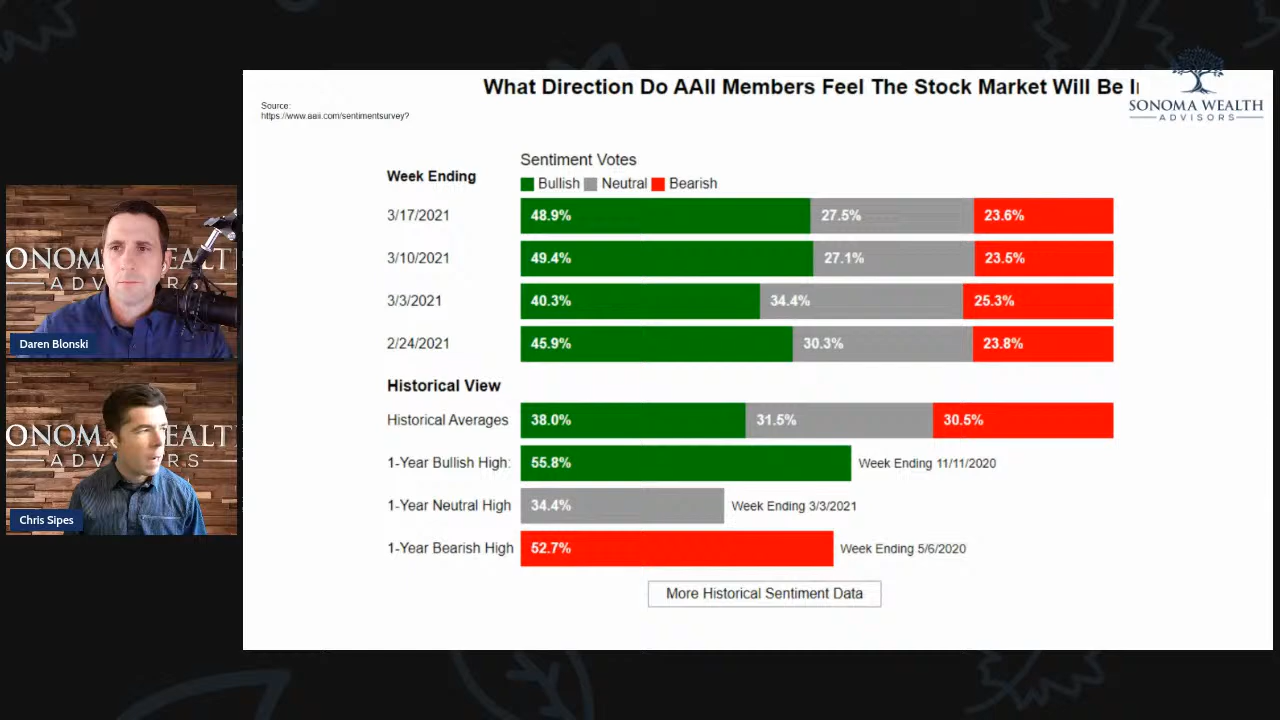 What Direction Do AAII Members Feel The Stock Market Will Be I
SONOMA WEALTH
ADVISORS
Source:
https://www.aaii.com/sentimentsurvey?
Sentiment Votes
Week Ending
Bullish Neutral Bearish
3/17/2021 48.9% 27.5% 23.6%
3/10/2021 49.4% 27.1% 23.5%
3/3/2021 40.3% 34.4% 25.3%
2/24/2021 45.9% 30.3% 23.8%
Historical View
Historical Averages 38.0% 31.5% 30.5%
1-Year Bullish High: 55.8% Week Ending 11/11/2020
1-Year Neutral High 34.4% Week Ending 3/3/2021
1-Year Bearish High 52.7% Week Ending 5/6/2020
More Historical Sentiment Data
Daren Blonski
Chris Sipes